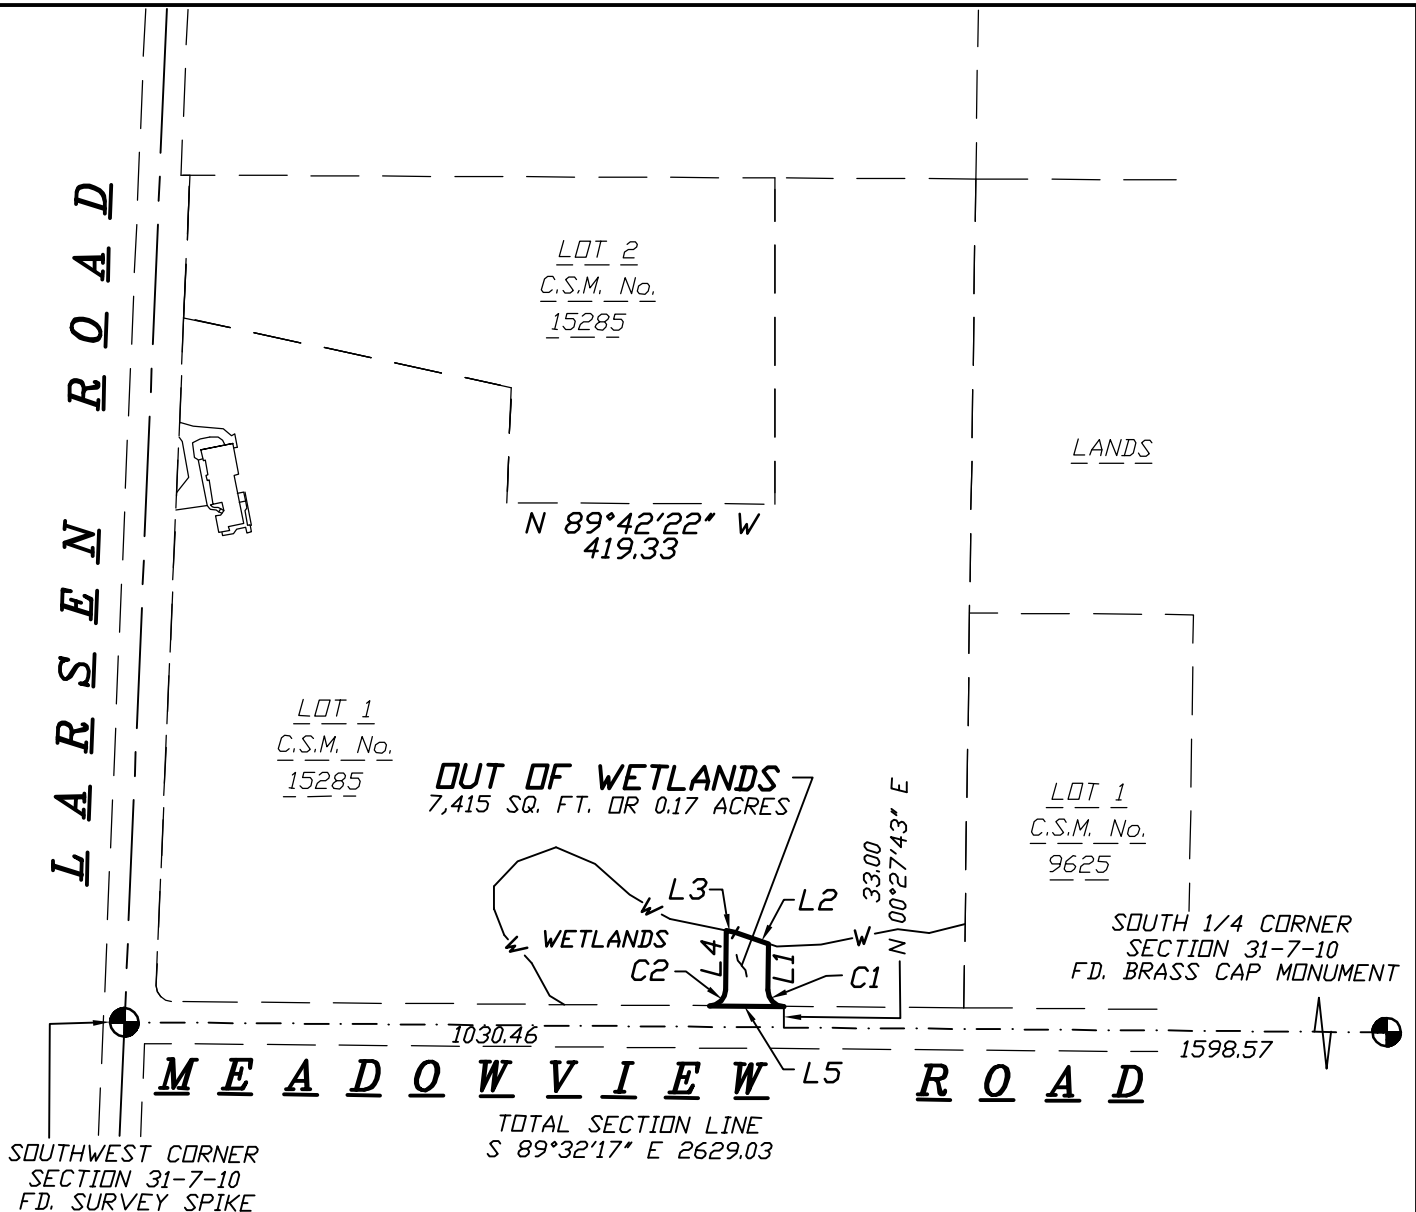 LARSEN ROAD
LOT 2
C.S.M. No.
15285
LANDS
N 89°42'22" W
419.33
LOT 1
C.S.M. No.
15285
OUT OF WETLANDS
7,415 SQ. FT. OR 0.17 ACRES
33.00
N 00°27'43" E
LOT 1
C.S.M. No.
9625
L3
L2
W
W
W
WETLANDS
L4
L1
C2
C1
SOUTH 1/4 CORNER
SECTION 31-7-10
FD. BRASS CAP MONUMENT
1030.46
1598.57
L5
MEADOWVIEW ROAD
TOTAL SECTION LINE
S 89°32'17" E 2629.03
SOUTHWEST CORNER
SECTION 31-7-10
FD. SURVEY SPIKE